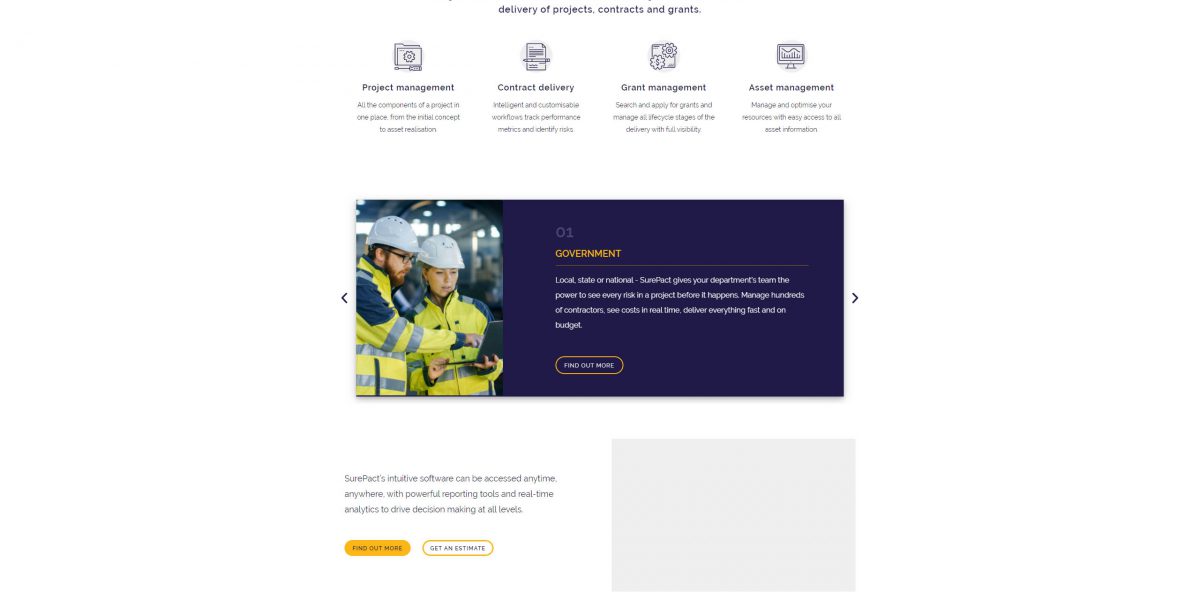 delivery of projects, contracts and grants.
Project management
All the components of a project in
one place, from the initial concept
to asset realisation
Contract delivery
Intelligent and customisable
workflows track performance
metrics and identify risks
Grant management
Search and apply for grants and
manage all lifecycle stages of the
delivery with full visibility.
Asset management
Manage and optimise your
resources with easy access to all
asset information.
01
GOVERNMENT
Local, state or national - SurePact gives your department's team the
power to see every risk in a project before it happens. Manage hundreds
of contractors, see costs in real time, deliver everything fast and on
budget.
FIND OUT MORE
SurePact's intuitive software can be accessed anytime,
anywhere, with powerful reporting tools and real-time
analytics to drive decision making at all levels.
FIND OUT MORE
GET AN ESTIMATE